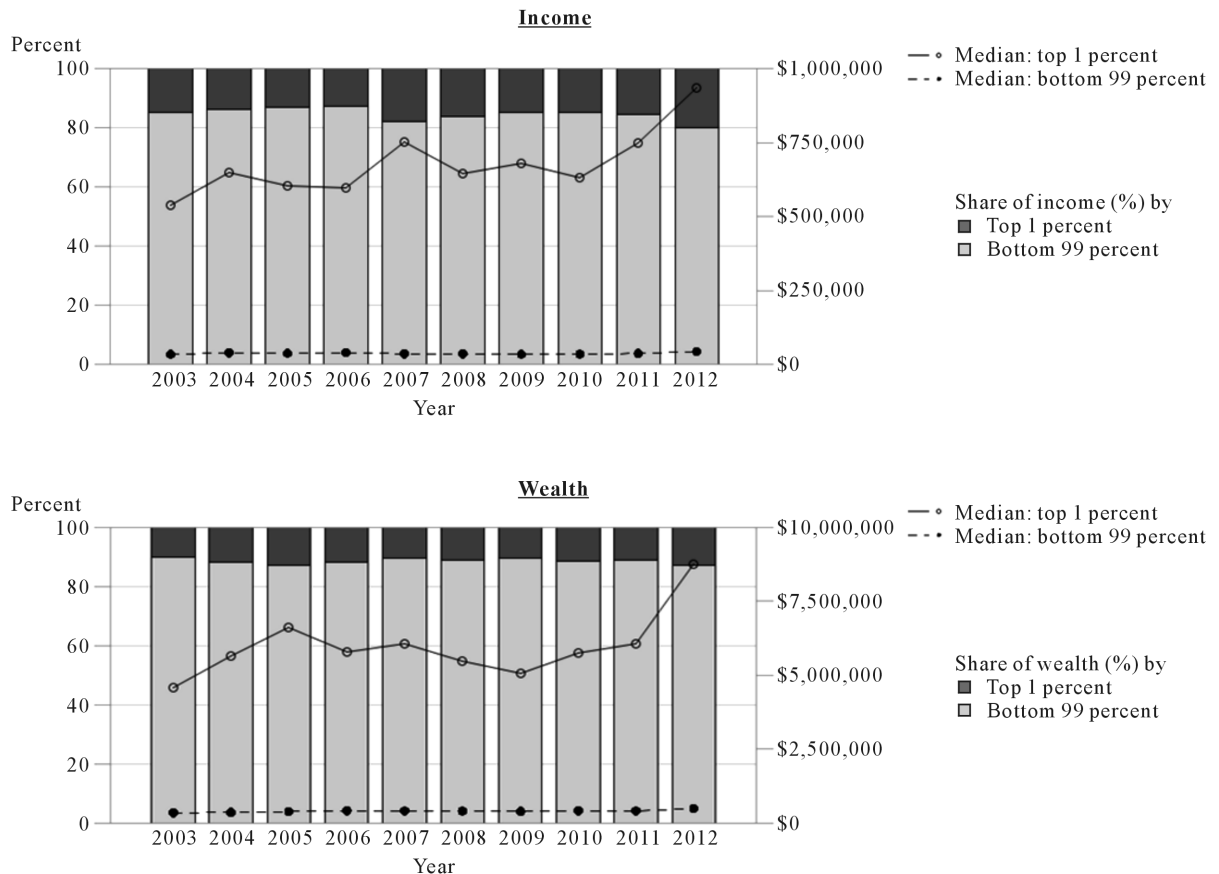 Income
Percent
100
80
60
40
20
0
$1,000,000
$750,000
$500,000
$250,000
$0
2003 2004 2005 2006 2007 2008 2009 2010 2011 2012
Year
Median: top 1 percent
Median: bottom 99 percent
Share of income (%) by
Top 1 percent
Bottom 99 percent
Wealth
Percent
100
80
60
40
20
0
$10,000,000
$7,500,000
$5,000,000
$2,500,000
$0
2003 2004 2005 2006 2007 2008 2009 2010 2011 2012
Year
Median: top 1 percent
Median: bottom 99 percent
Share of wealth (%) by
Top 1 percent
Bottom 99 percent